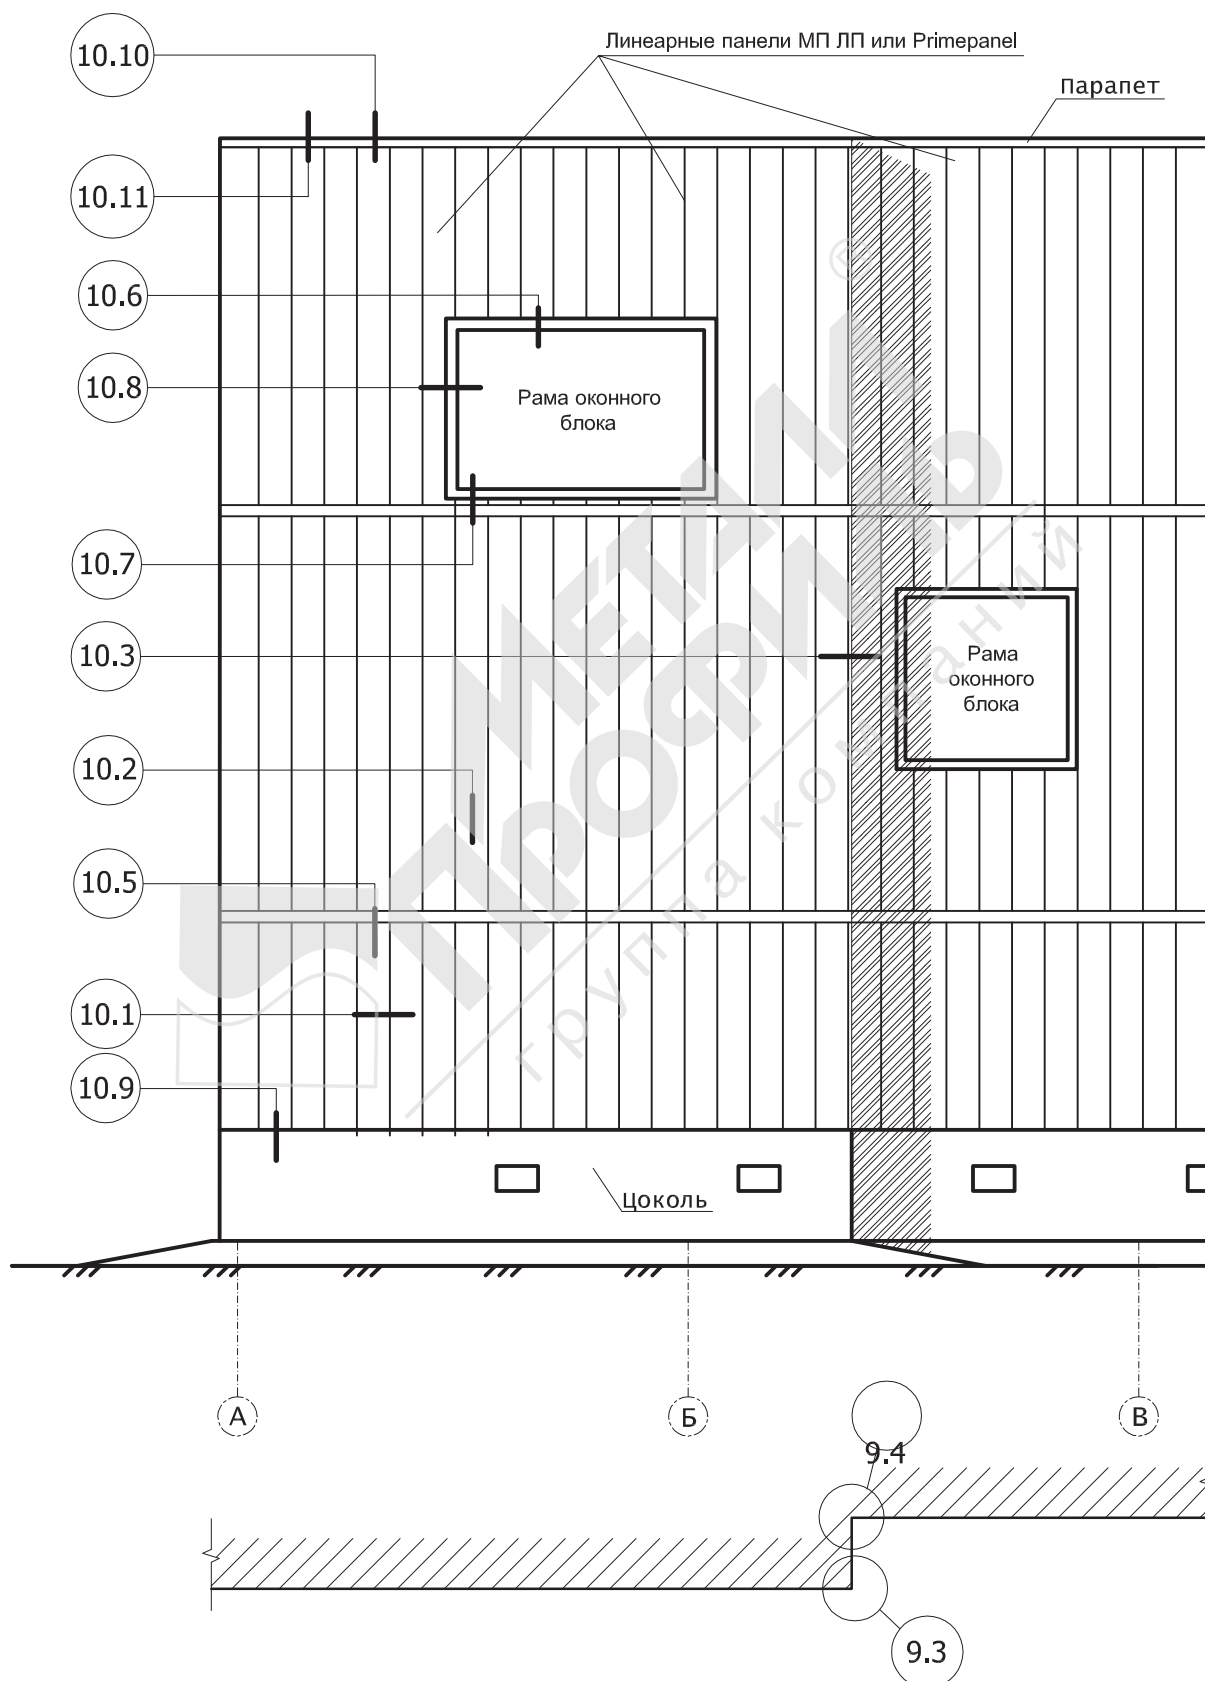 10.10
Линеарные панели МП ЛП или Primepanel
Парапет
10.11
10.6
10.8
Рама оконного
блока
10.7
10.3
Рама
оконного
блока
10.2
10.5
10.1
10.9
Цоколь
МЕТАЛЛ
ПРОФИЛЬ
®
группа компаний
А
Б
В
9.4
9.3